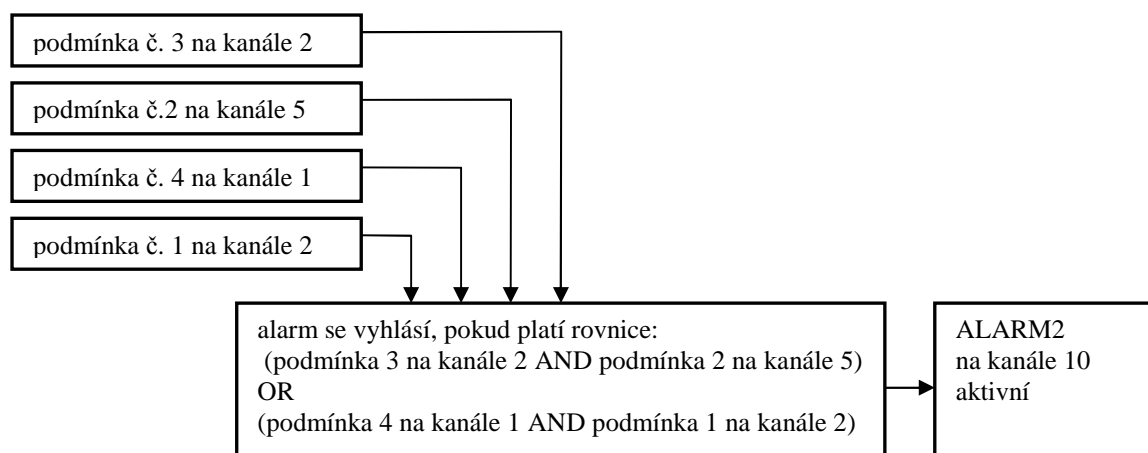 podmínka č. 3 na kanále 2
podmínka č.2 na kanále 5
podmínka č. 4 na kanále 1
podmínka č. 1 na kanále 2
alarm se vyhlásí, pokud platí rovnice:
(podmínka 3 na kanále 2 AND podmínka 2 na kanále 5)
OR
(podmínka 4 na kanále 1 AND podmínka 1 na kanále 2)
ALARM2
na kanále 10
aktivní